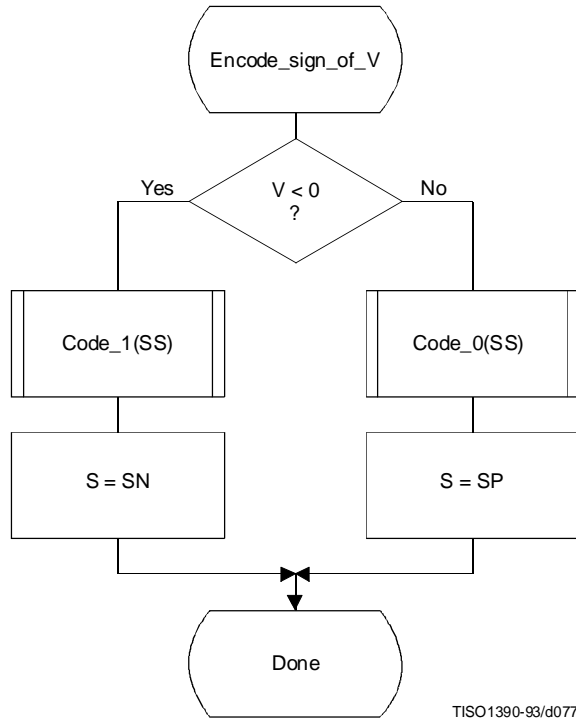 Encode_sign_of_V
V < 0
?
Yes
No
Code_1(SS)
Code_0(SS)
S = SN
S = SP
Done
TISO1390-93/d077